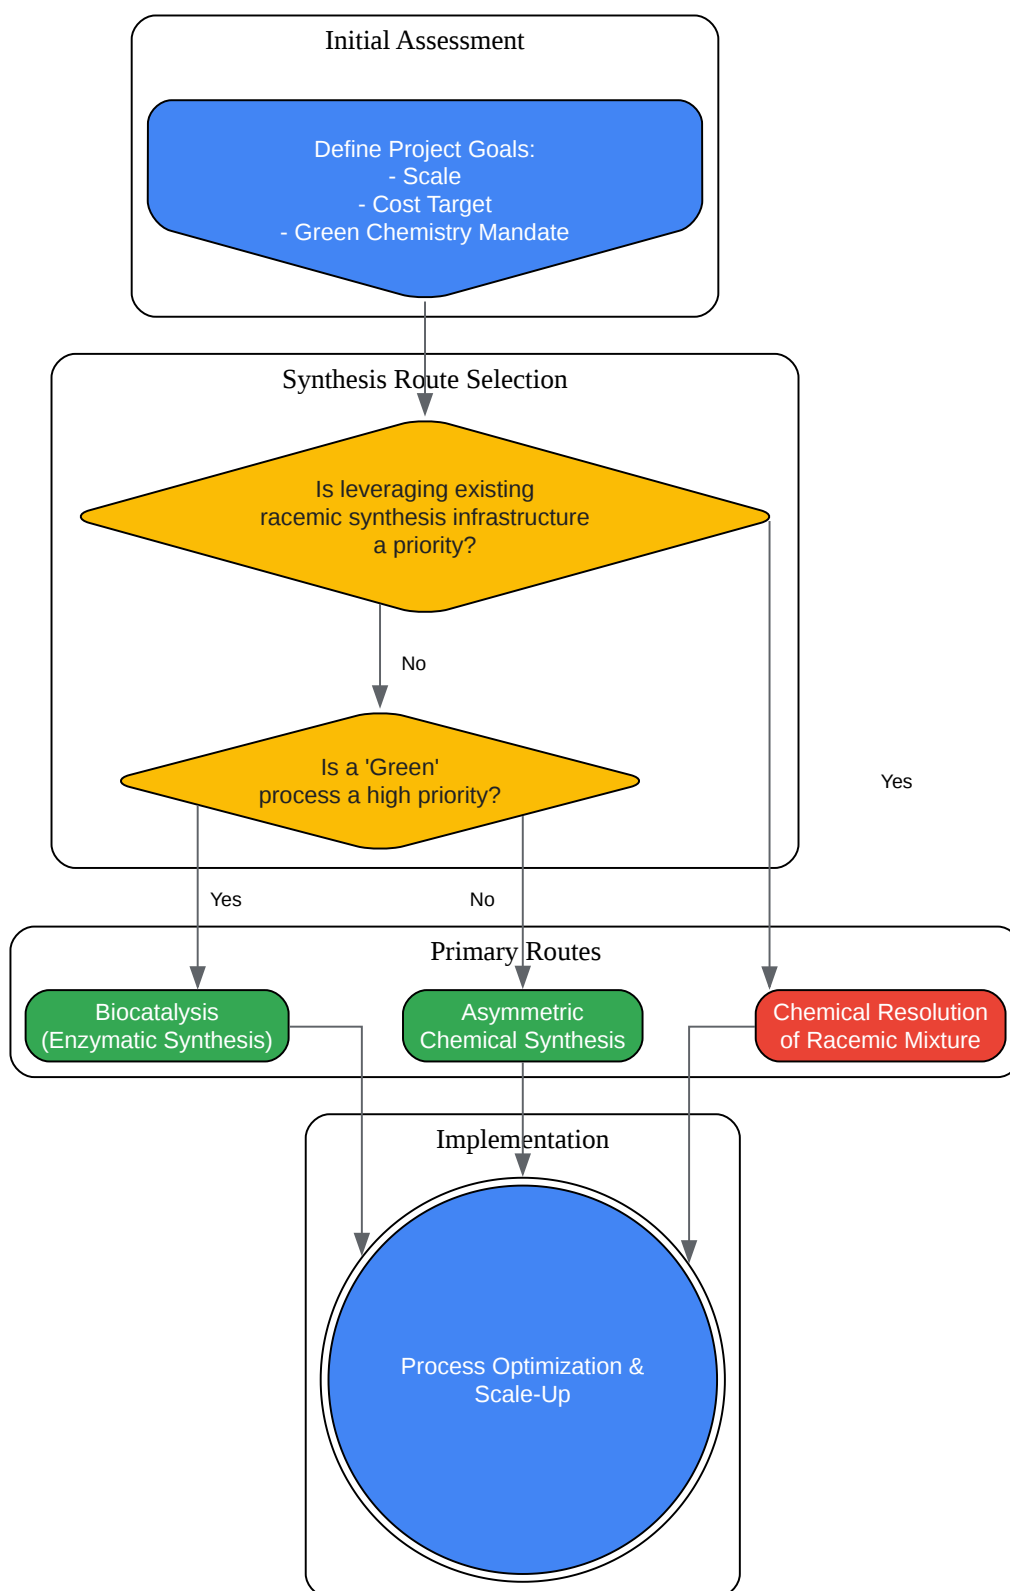 Initial Assessment
Define Project Goals:
- Scale
- Cost Target
- Green Chemistry Mandate
Synthesis Route Selection
Is leveraging existing
racemic synthesis infrastructure
a priority?
No
Is a 'Green'
process a high priority?
Yes
Yes
No
Primary Routes
Biocatalysis
(Enzymatic Synthesis)
Asymmetric
Chemical Synthesis
Chemical Resolution
of Racemic Mixture
Implementation
Process Optimization &
Scale-Up